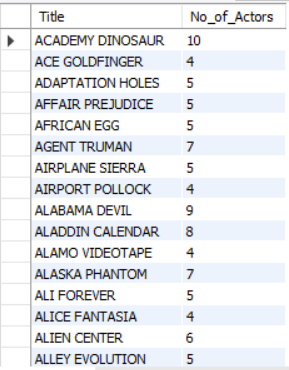 Title No_of_Actors
ACADEMY DINOSAUR 10
ACE GOLDFINGER 4
ADAPTATION HOLES 5
AFFAIR PREJUDICE 5
AFRICAN EGG 5
AGENT TRUMAN 7
AIRPLANE SIERRA 5
AIRPORT POLLOCK 4
ALABAMA DEVIL 9
ALADDIN CALENDAR 8
ALAMO VIDEOTAPE 4
ALASKA PHANTOM 7
ALI FOREVER 5
ALICE FANTASIA 4
ALIEN CENTER 6
ALLEY EVOLUTION 5